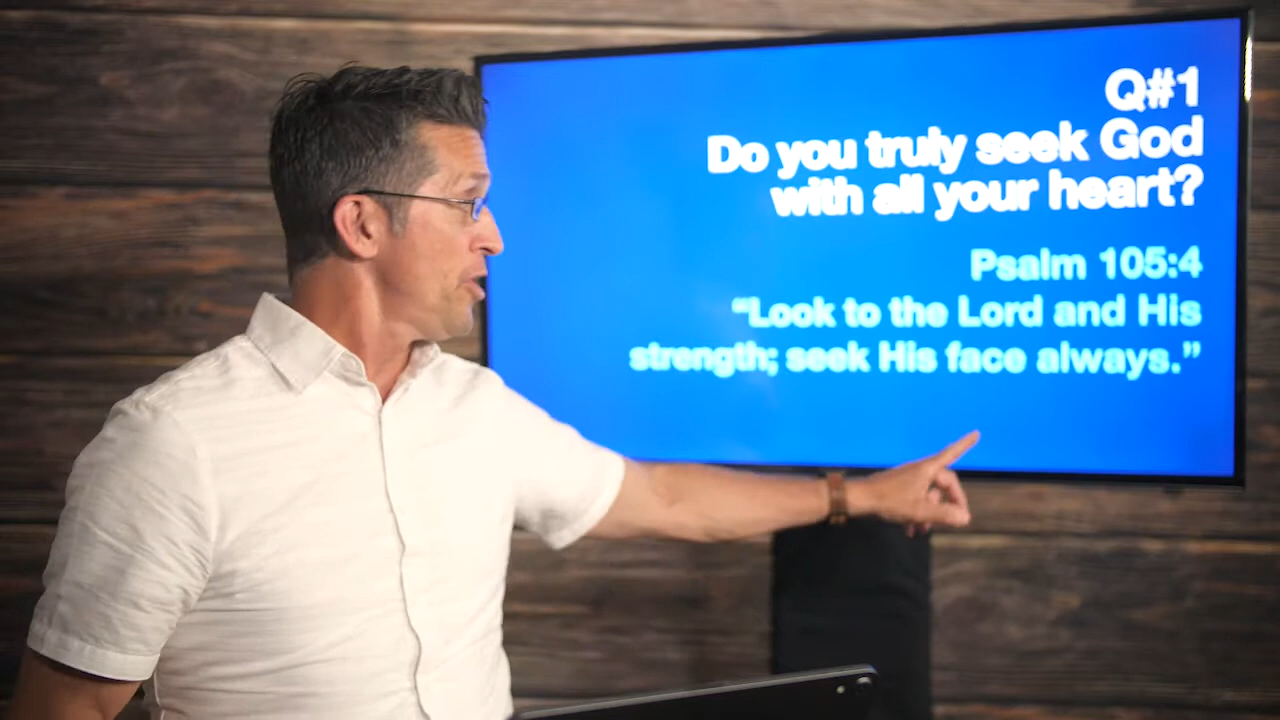 Q#1
Do you truly seek God
with all your heart?
Psalm 105:4
“Look to the Lord and His
strength; seek His face always.”